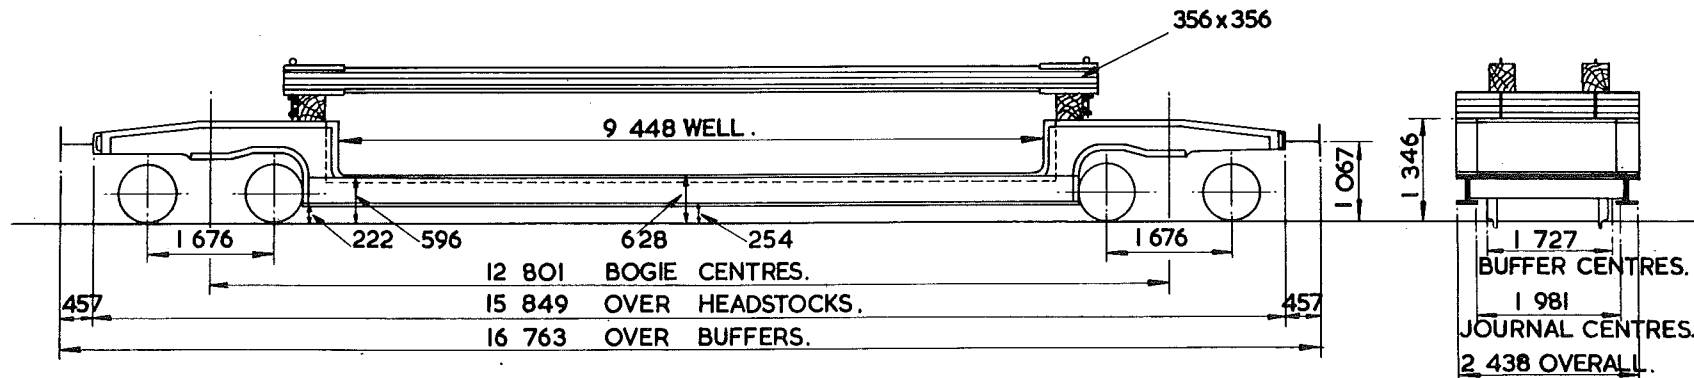 356 x 356
9 448 WELL.
1 067
1 346
1 676
222
596
628
254
1 676
1 727
BUFFER CENTRES.
12 801 BOGIE CENTRES.
457
15 849 OVER HEADSTOCKS.
457
1 981
JOURNAL CENTRES.
16 763 OVER BUFFERS.
2 438 OVERALL.